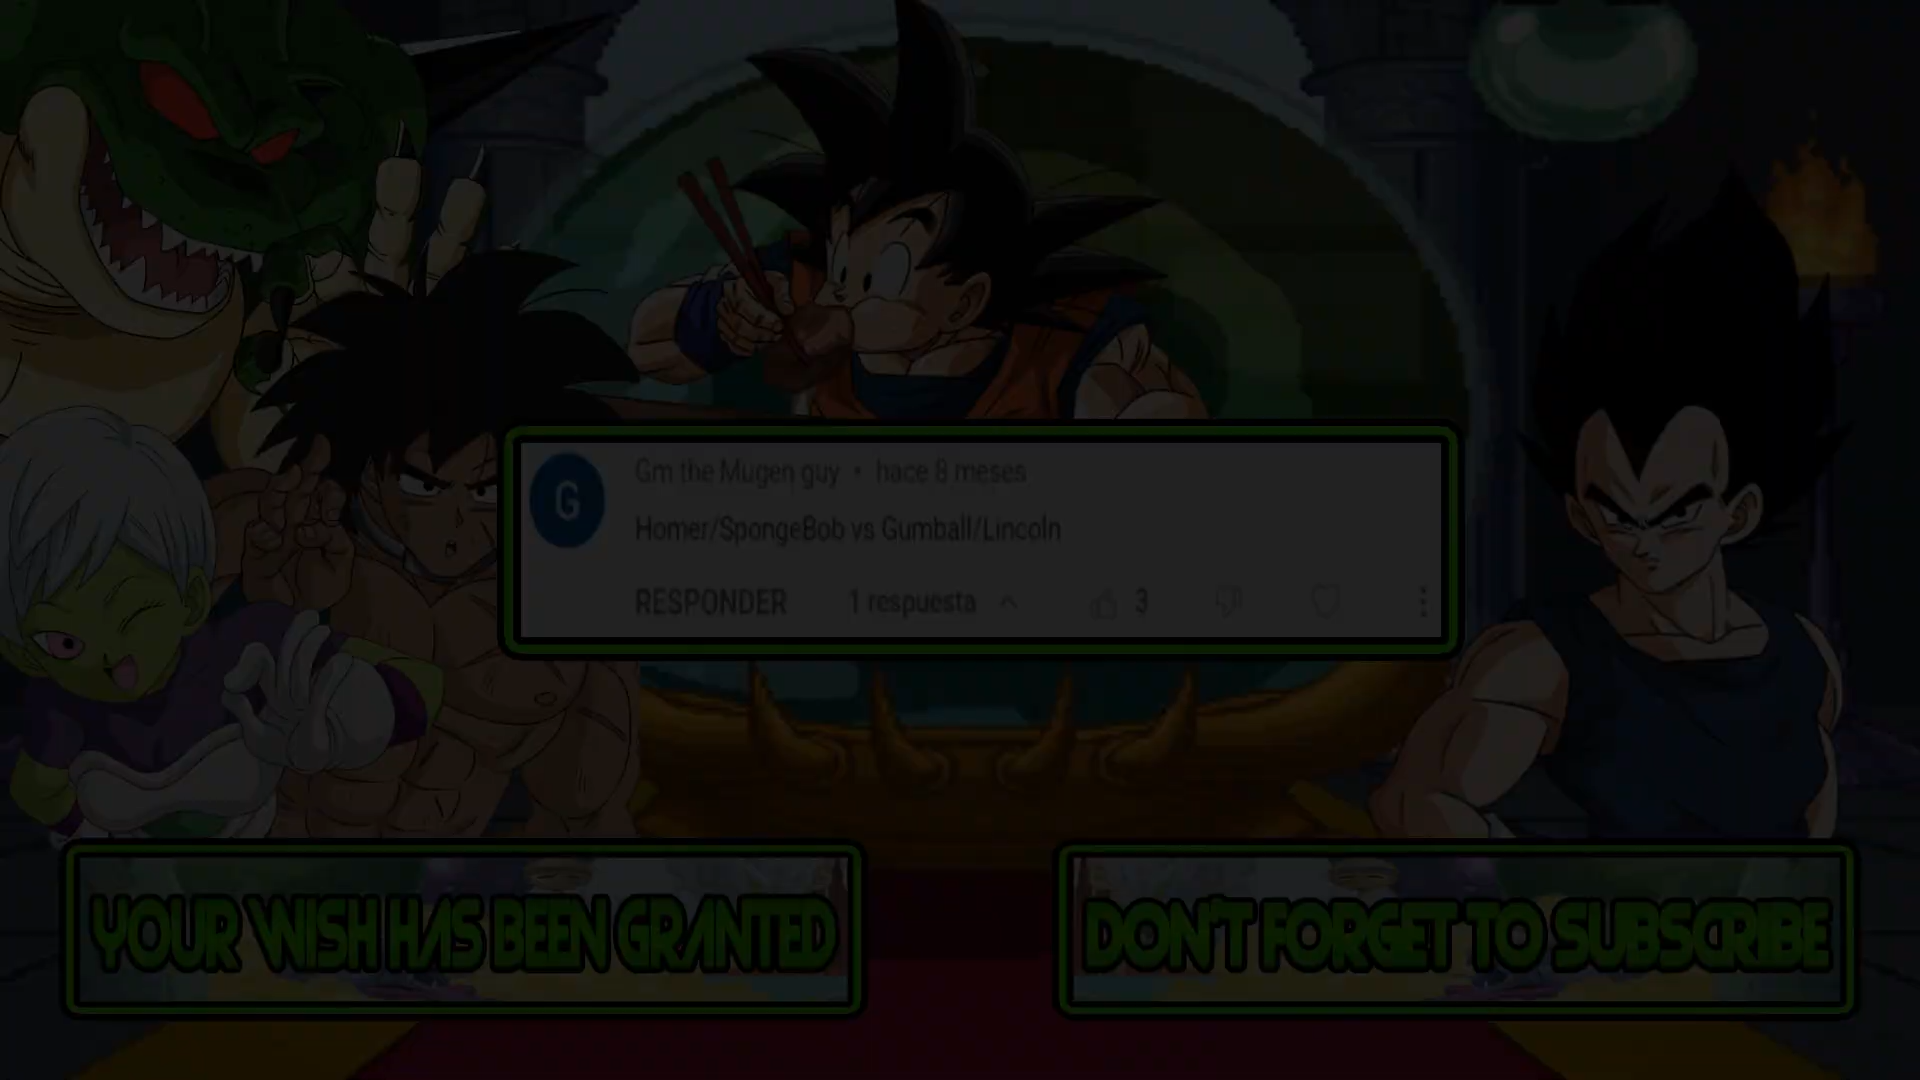 G
Gm the Mugen guy • hace 8 meses
Homer/SpongeBob vs Gumball/Lincoln
RESPONDER 1 respuesta 3
YOUR WISH HAS BEEN GRANTED
DON'T FORGET TO SUBSCRIBE